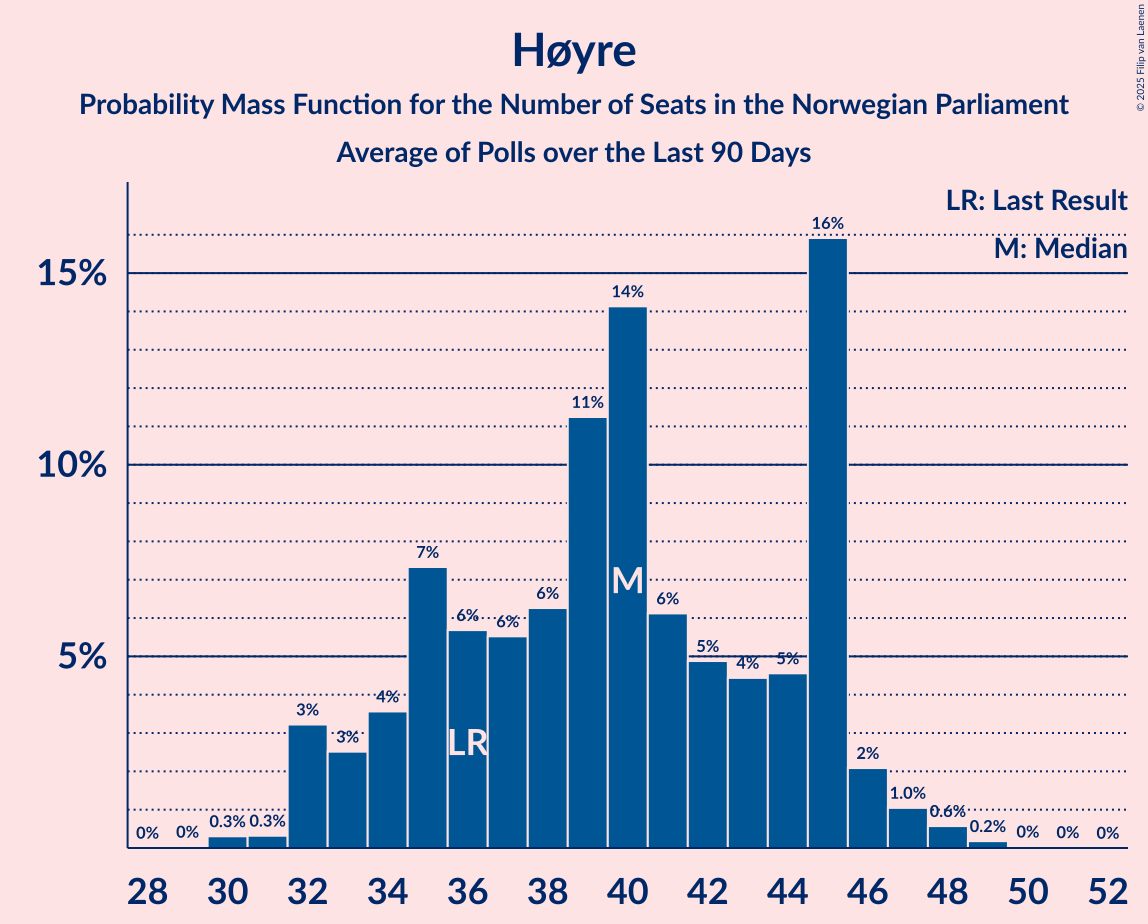 Høyre
Probability Mass Function for the Number of Seats in the Norwegian Parliament
Average of Polls over the Last 90 Days
© 2025 Filip van Laenen
LR: Last Result
M: Median
15%
10%
5%
0% 0% 0.3% 0.3% 3% 3% 4% 7% 6% 6% 6% 11% 14% 6% 5% 4% 5% 16% 2% 1.0% 0.6% 0.2% 0% 0% 0%
LR
M
28 30 32 34 36 38 40 42 44 46 48 50 52